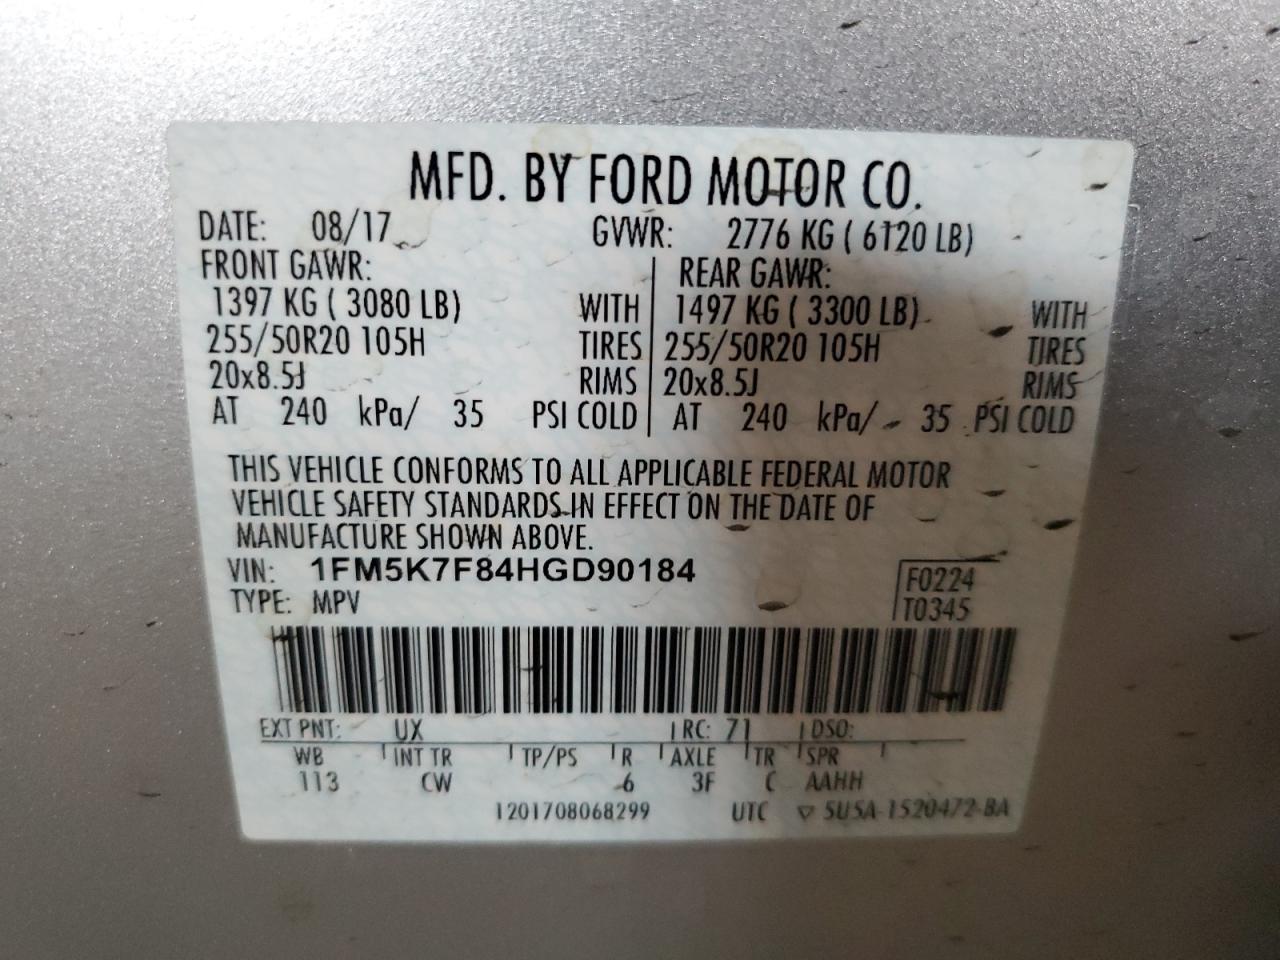 MFD. BY FORD MOTOR CO.
DATE: 08/17 GVWR: 2776 KG ( 6120 LB)
FRONT GAWR: REAR GAWR:
1397 KG ( 3080 LB) WITH 1497 KG ( 3300 LB) WITH
255/50R20 105H TIRES 255/50R20 105H TIRES
20x8.5J RIMS 20x8.5J RIMS
AT 240 kPa/ 35 PSI COLD AT 240 kPa/ 35 PSI COLD
THIS VEHICLE CONFORMS TO ALL APPLICABLE FEDERAL MOTOR
VEHICLE SAFETY STANDARDS IN EFFECT ON THE DATE OF
MANUFACTURE SHOWN ABOVE.
VIN: 1FM5K7F84HGD90184
F0224
TYPE: MPV T0345
EXT PNT: UX RC: 71 DSO:
WB INT TR TP/PS R AXLE TR SPR
113 CW 6 3F C AAHH
1201708068299 UTC ▽ 5U5A-1520472-BA